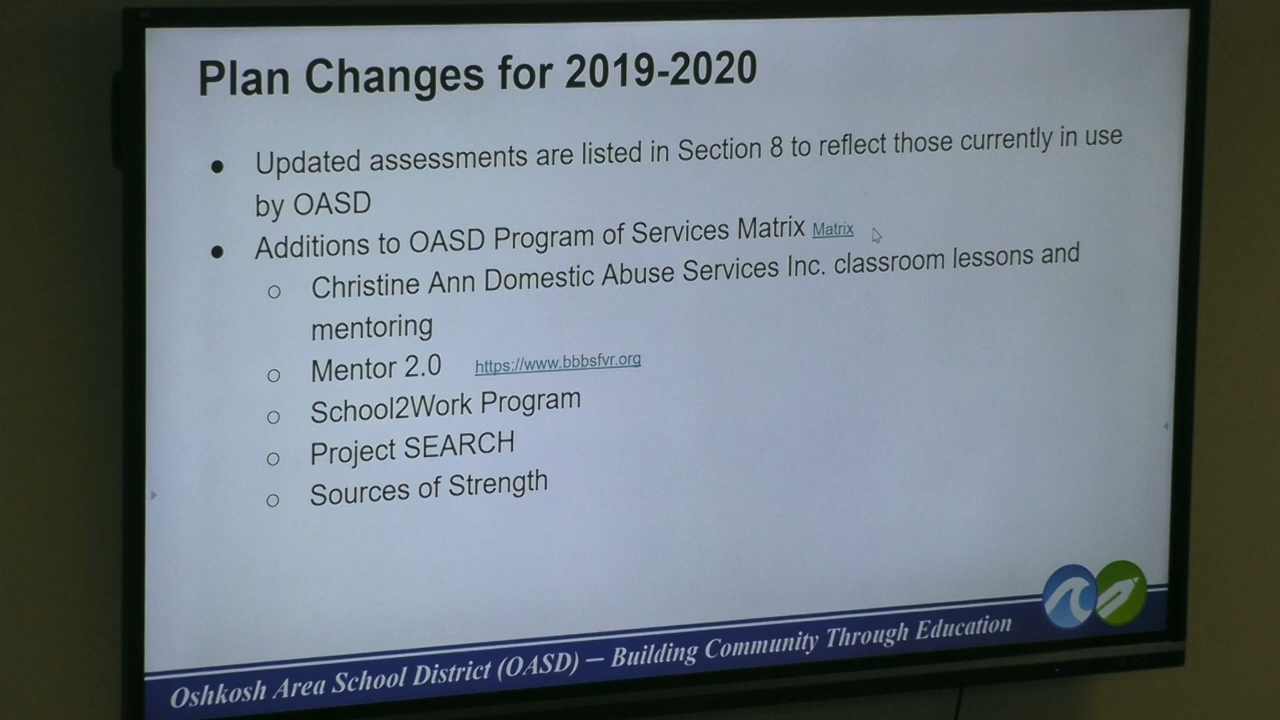 Plan Changes for 2019-2020
● Updated assessments are listed in Section 8 to reflect those currently in use
by OASD
● Additions to OASD Program of Services Matrix Matrix
○ Christine Ann Domestic Abuse Services Inc. classroom lessons and
mentoring
○ Mentor 2.0 https://www.bbbsfvr.org
○ School2Work Program
○ Project SEARCH
○ Sources of Strength
Oshkosh Area School District (OASD) — Building Community Through Education